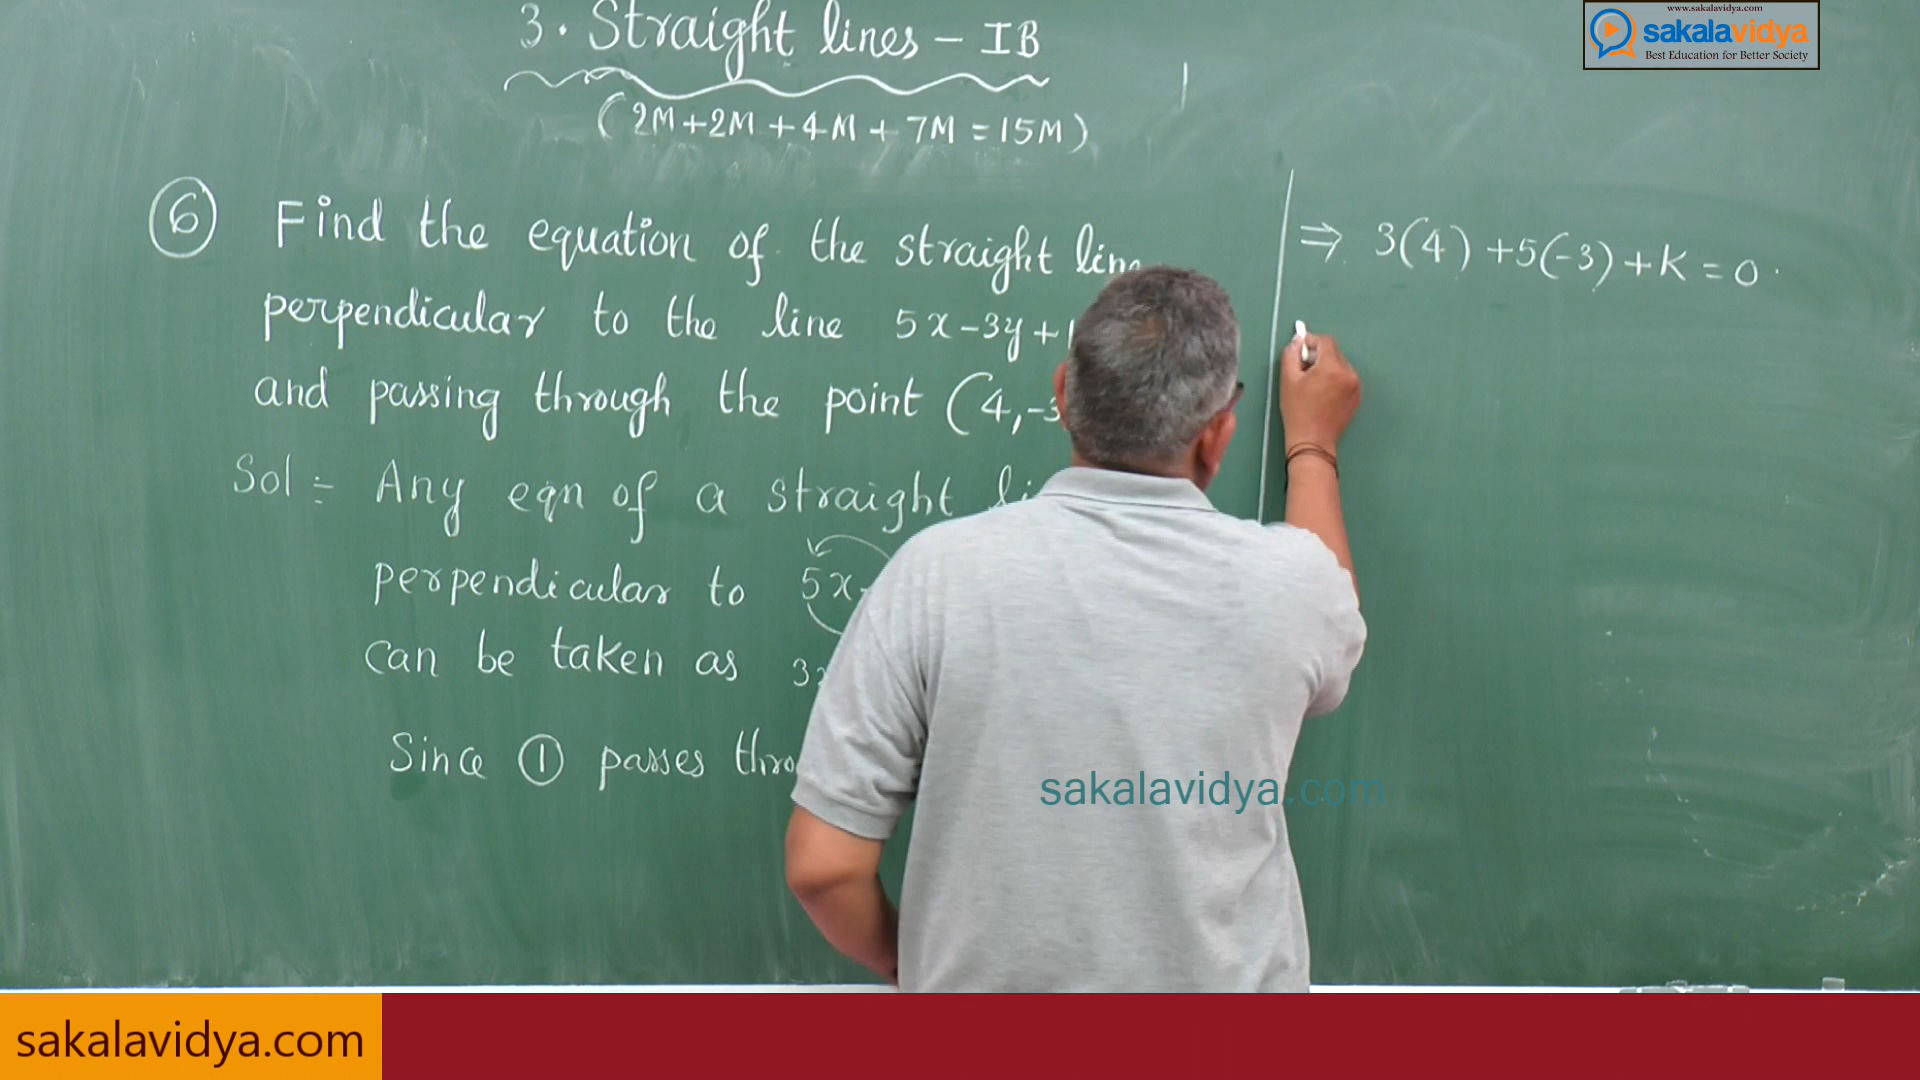 3. Straight lines - IB
(2M+2M+4M+7M=15M)
6 Find the equation of the straight line
perpendicular to the line 5x-3y+
and passing through the point (4,-3
Sol :- Any eqn of a straight
perpendicular to 5x-
can be taken as 3x
Since 1 passes thro
⇒ 3(4)+5(-3)+K=0.
www.sakalavidya.com
sakalavidya
Best Education for Better Society
sakalavidya.com
sakalavidya.com